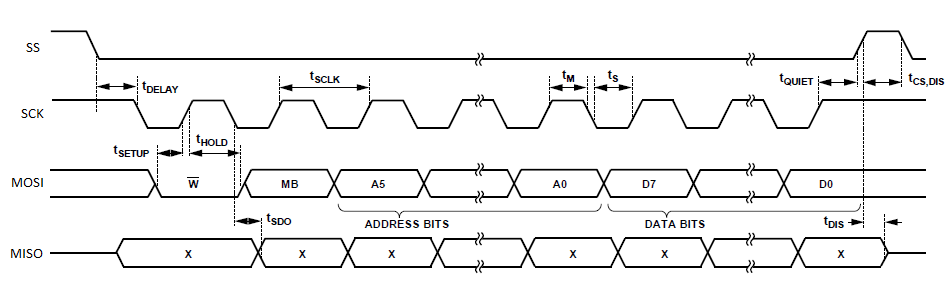 SS
tDELAY
tSCLK
tM
tS
tQUIET
tCS,DIS
SCK
tSETUP
tHOLD
MOSI
W̅
MB
A5
A0
D7
D0
tSDO
ADDRESS BITS
DATA BITS
tDIS
MISO
X
X
X
X
X
X